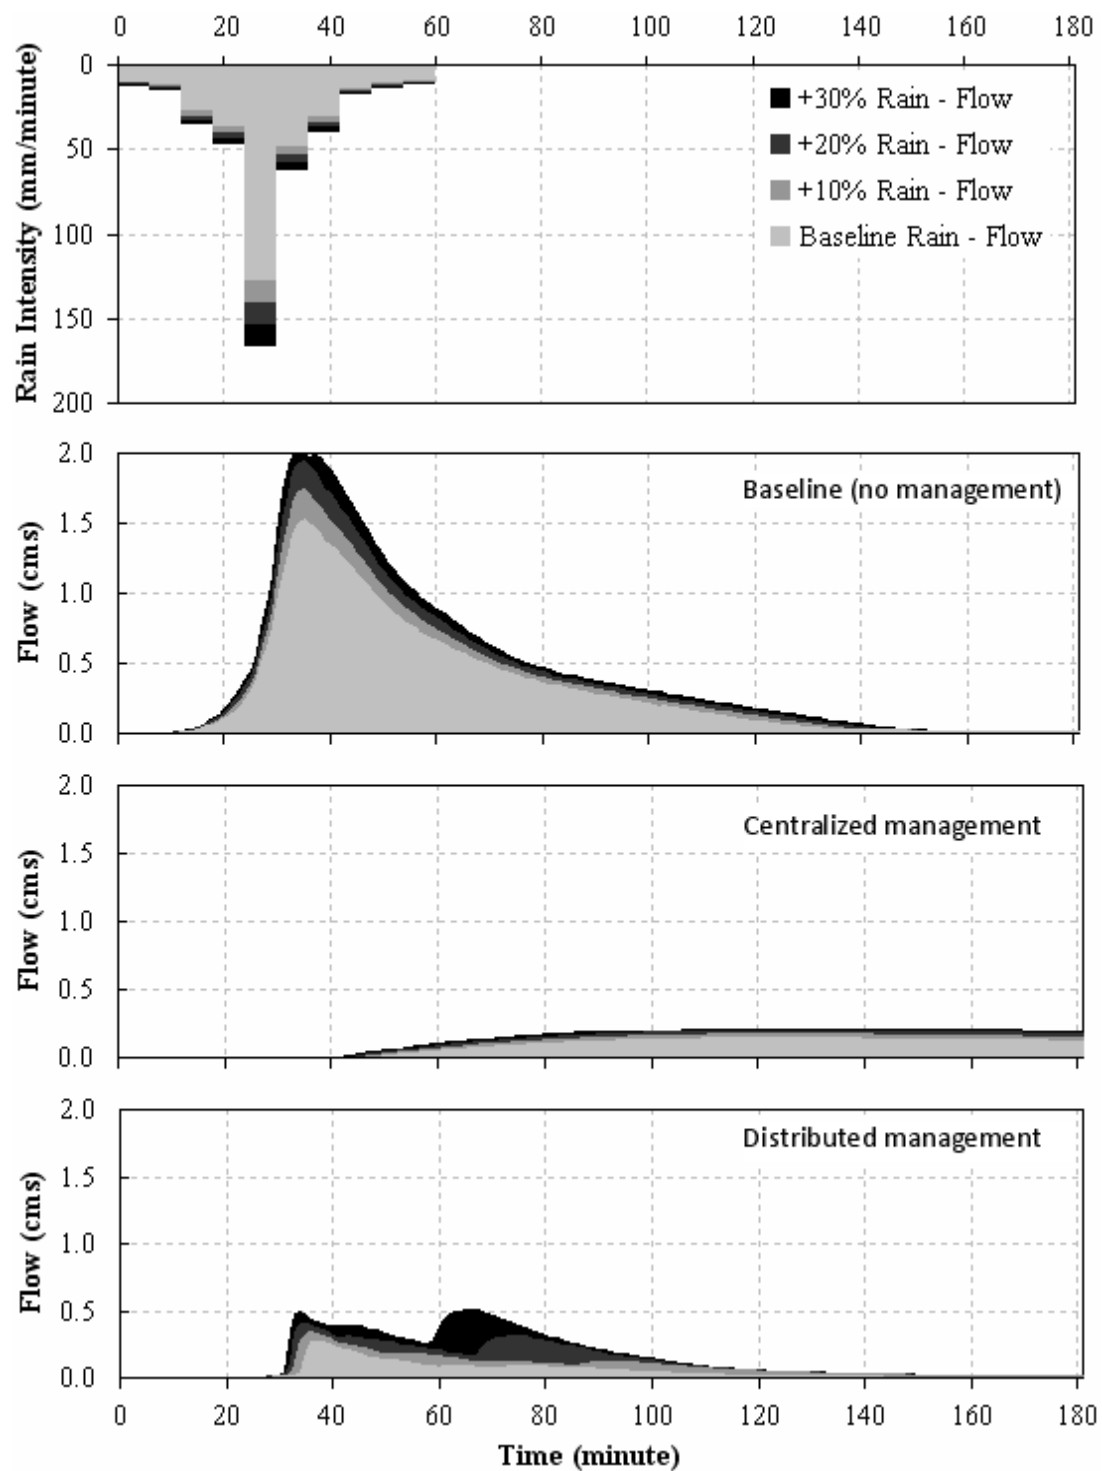 0 20 40 60 80 100 120 140 160 180
0
50
100
150
200
Rain Intensity (mm/minute)
+30% Rain - Flow
+20% Rain - Flow
+10% Rain - Flow
Baseline Rain - Flow
2.0
1.5
1.0
0.5
0.0
Flow (cms)
Baseline (no management)
2.0
1.5
1.0
0.5
0.0
Flow (cms)
Centralized management
2.0
1.5
1.0
0.5
0.0
Flow (cms)
Distributed management
0 20 40 60 80 100 120 140 160 180
Time (minute)